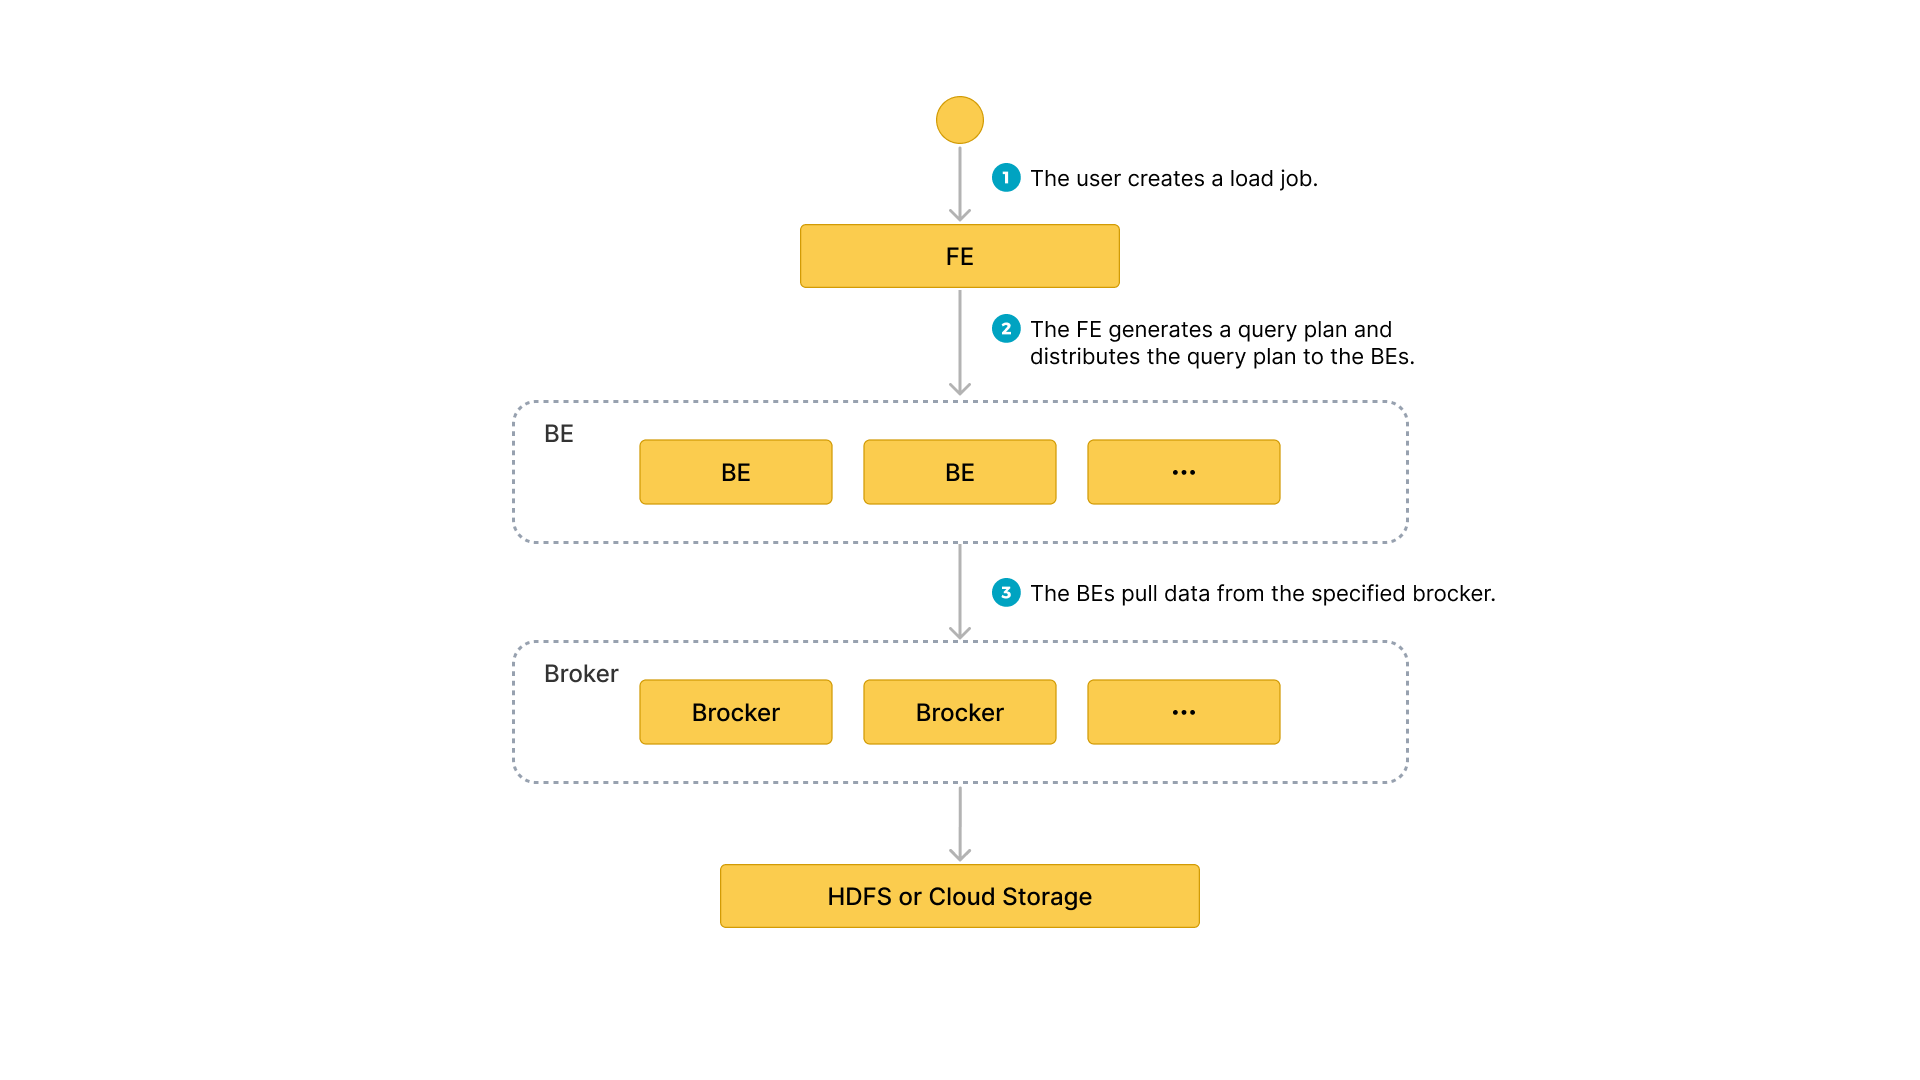 1 The user creates a load job.
FE
2 The FE generates a query plan and
distributes the query plan to the BEs.
BE
BE BE ...
3 The BEs pull data from the specified brocker.
Broker
Brocker Brocker ...
HDFS or Cloud Storage